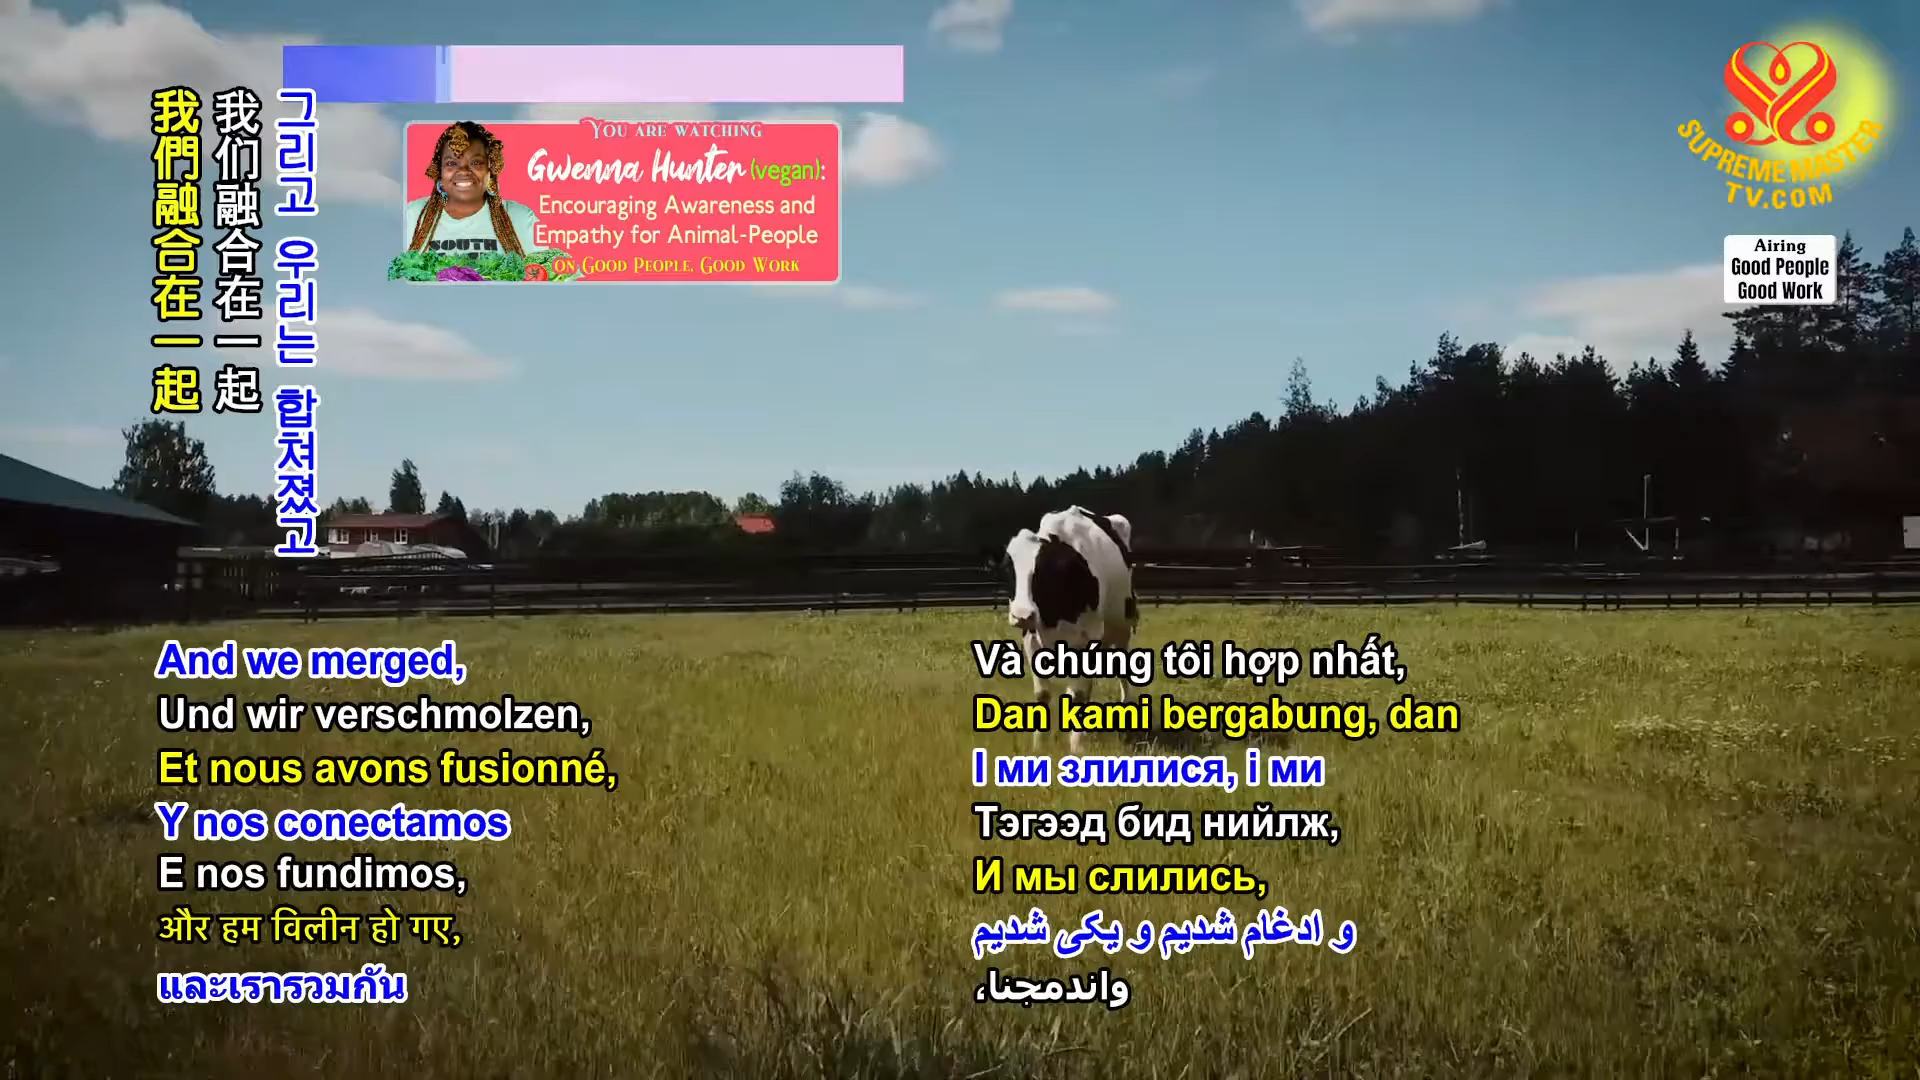 我們融合在一起
我们融合在一起
그리고 우리는 합쳐졌고
YOU ARE WATCHING
Gwenna Hunter (vegan):
Encouraging Awareness and
Empathy for Animal-People
ON GOOD PEOPLE, GOOD WORK
SOUTH
SUPREME MASTER
TV.COM
Airing
Good People
Good Work
And we merged,
Und wir verschmolzen,
Et nous avons fusionné,
Y nos conectamos
E nos fundimos,
और हम विलीन हो गए,
และเรารวมกัน
Và chúng tôi hợp nhất,
Dan kami bergabung, dan
І ми злилися, і ми
Тэгээд бид нийлж,
И мы слились,
و ادغام شدیم و یکی شدیم
واندمجنا،